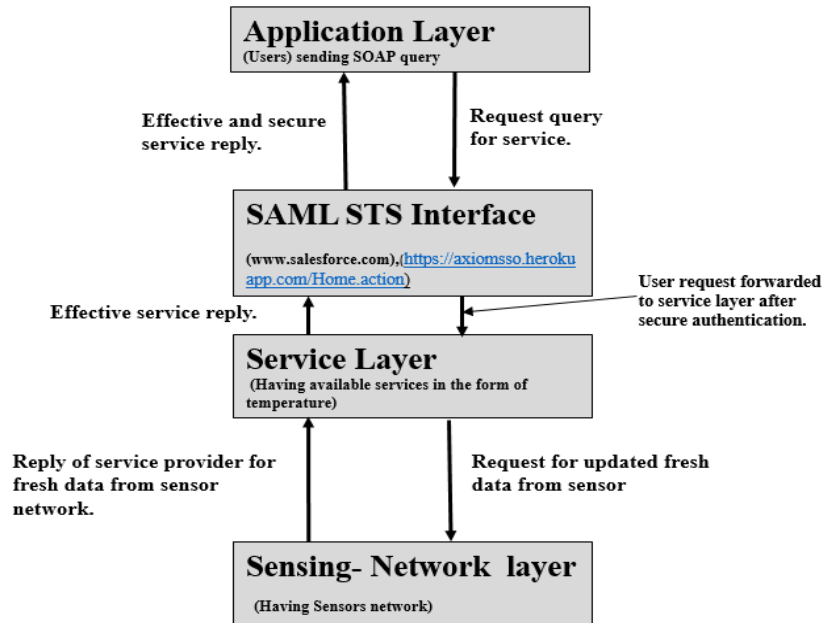 Application Layer
(Users) sending SOAP query
Effective and secure
service reply.
Request query
for service.
SAML STS Interface
(www.salesforce.com),(https://axiomsso.heroku
app.com/Home.action)
User request forwarded
to service layer after
secure authentication.
Effective service reply.
Service Layer
(Having available services in the form of
temperature)
Reply of service provider for
fresh data from sensor
network.
Request for updated fresh
data from sensor
Sensing- Network layer
(Having Sensors network)